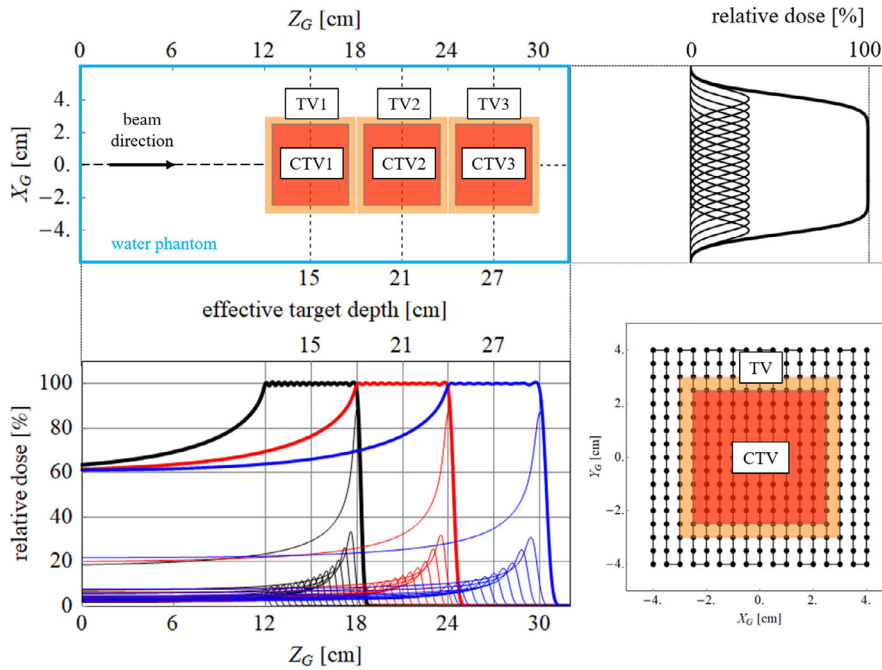 Z_G [cm]
0 6 12 18 24 30
X_G [cm]
4.
2.
0.
−2.
−4.
beam
direction
TV1 TV2 TV3
CTV1 CTV2 CTV3
water phantom
15 21 27
effective target depth [cm]
relative dose [%]
0 100
15 21 27
relative dose [%]
100
80
60
40
20
0
0 6 12 18 24 30
Z_G [cm]
Y_G [cm]
4.
2.
0.
−2.
−4.
TV
CTV
−4. −2. 0. 2. 4.
X_G [cm]